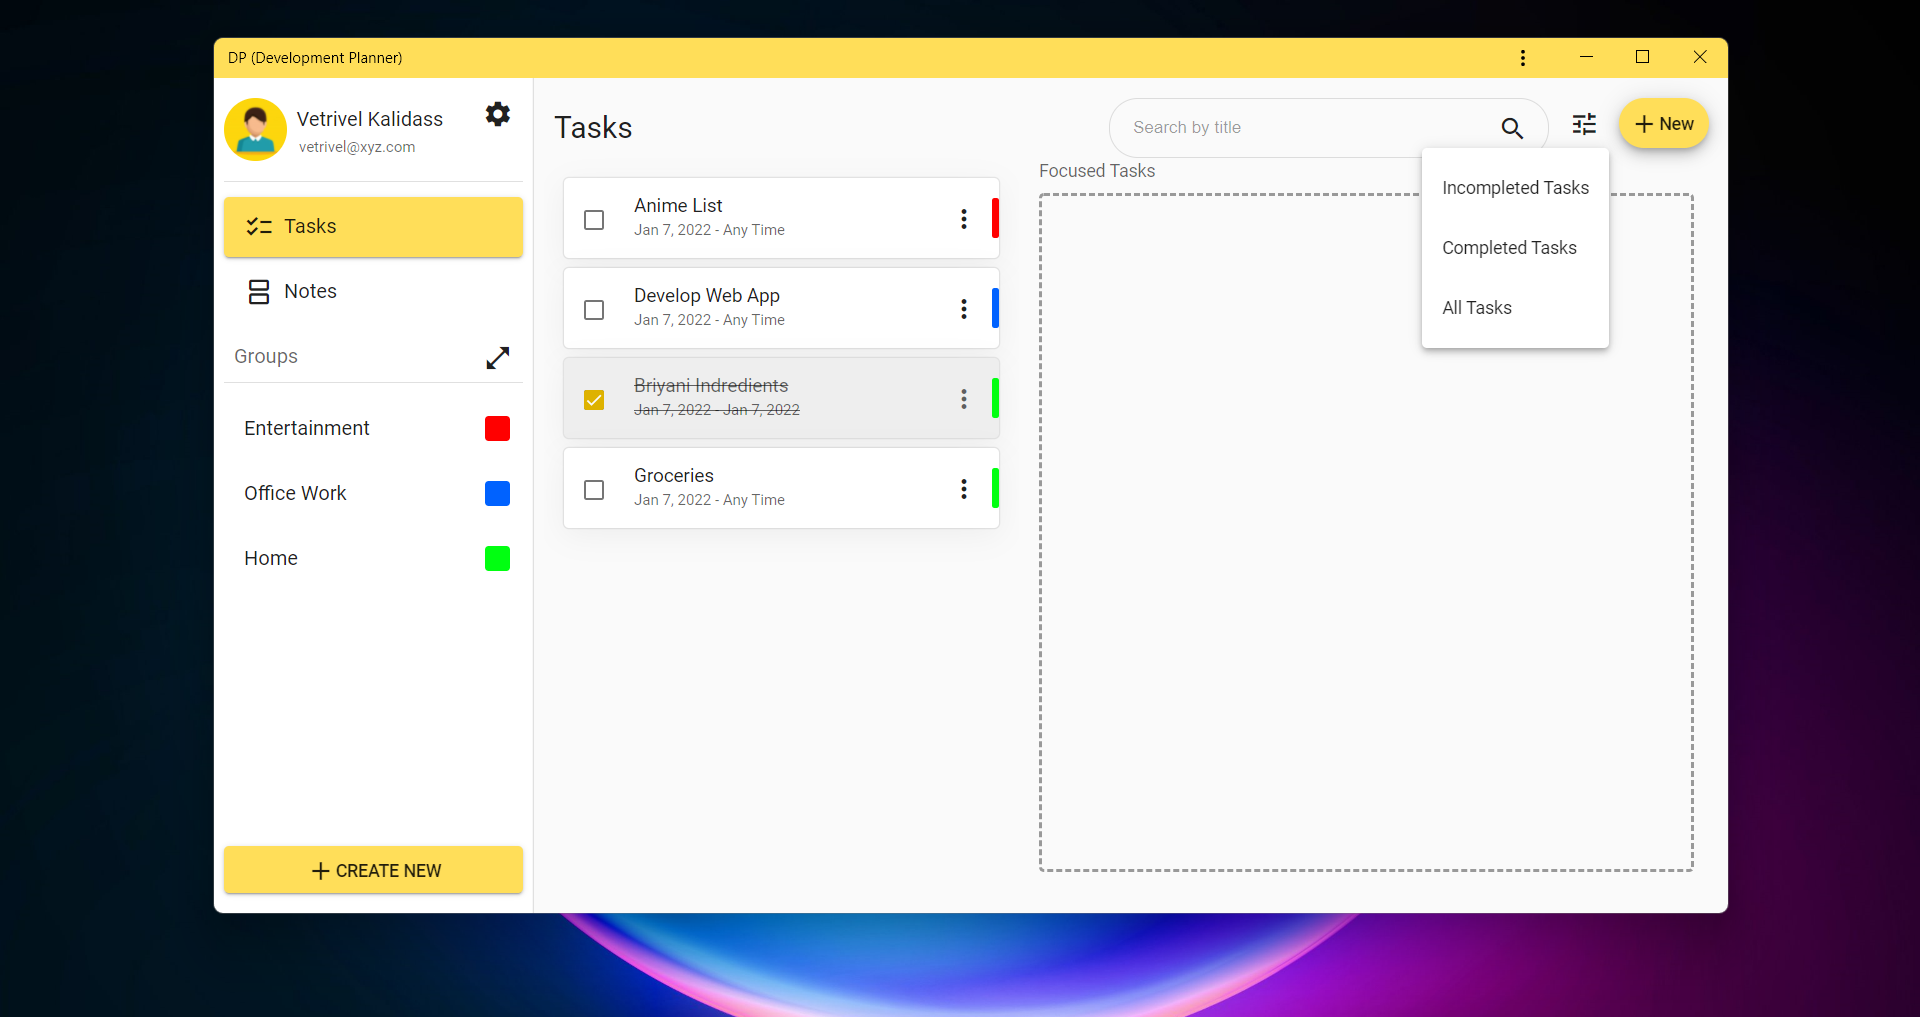 DP (Development Planner)
Vetrivel Kalidass
vetrivel@xyz.com
Tasks
Notes
Groups
Entertainment
Office Work
Home
CREATE NEW
Tasks
Search by title
New
Anime List
Jan 7, 2022 - Any Time
Develop Web App
Jan 7, 2022 - Any Time
Briyani Indredients
Jan 7, 2022 - Jan 7, 2022
Groceries
Jan 7, 2022 - Any Time
Focused Tasks
Incompleted Tasks
Completed Tasks
All Tasks